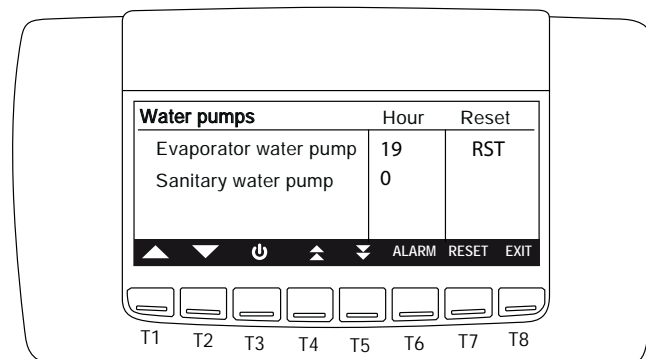 Water pumps Hour Reset
Evaporator water pump 19 RST
Sanitary water pump 0
ALARM RESET EXIT
T1 T2 T3 T4 T5 T6 T7 T8